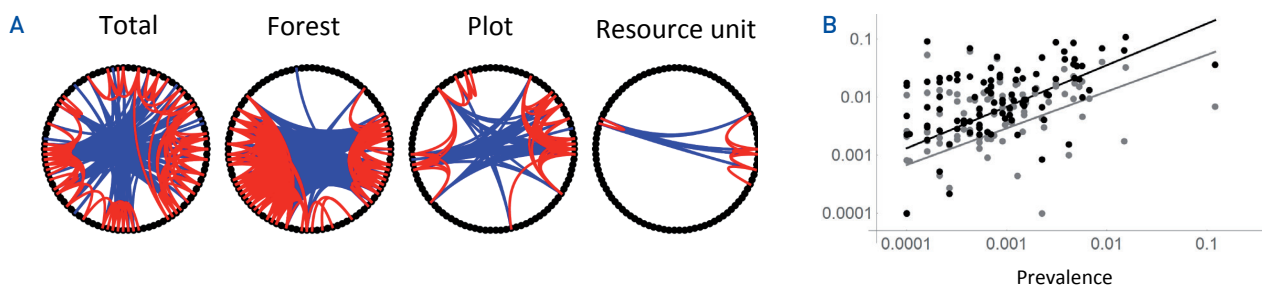 A
Total
Forest
Plot
Resource unit
B
0.1
0.01
0.001
0.0001
0.0001
0.001
0.01
0.1
Prevalence